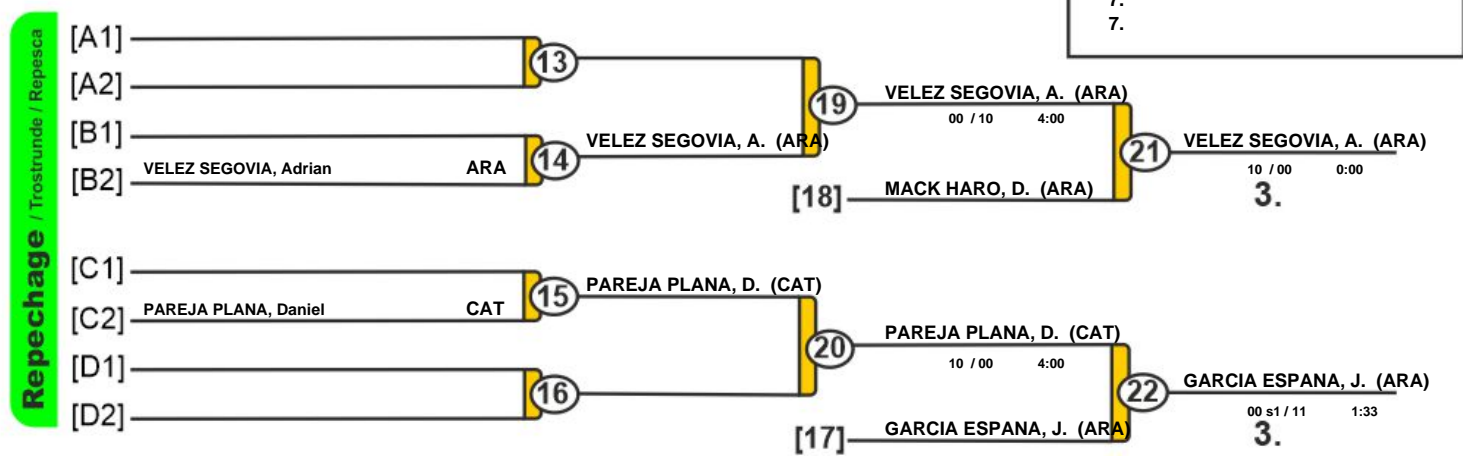 7.
7.
Repechage / Trostrunde / Repesca
[A1]
13
[A2]
19
VELEZ SEGOVIA, A. (ARA)
00 / 10 4:00
[B1]
VELEZ SEGOVIA, A. (ARA)
14
[B2] VELEZ SEGOVIA, Adrian ARA
21
VELEZ SEGOVIA, A. (ARA)
10 / 00 0:00
3.
[18] MACK HARO, D. (ARA)
[C1]
15
PAREJA PLANA, D. (CAT)
[C2] PAREJA PLANA, Daniel CAT
20
PAREJA PLANA, D. (CAT)
10 / 00 4:00
[D1]
16
[D2]
22
GARCIA ESPANA, J. (ARA)
00 s1 / 11 1:33
3.
[17] GARCIA ESPANA, J. (ARA)